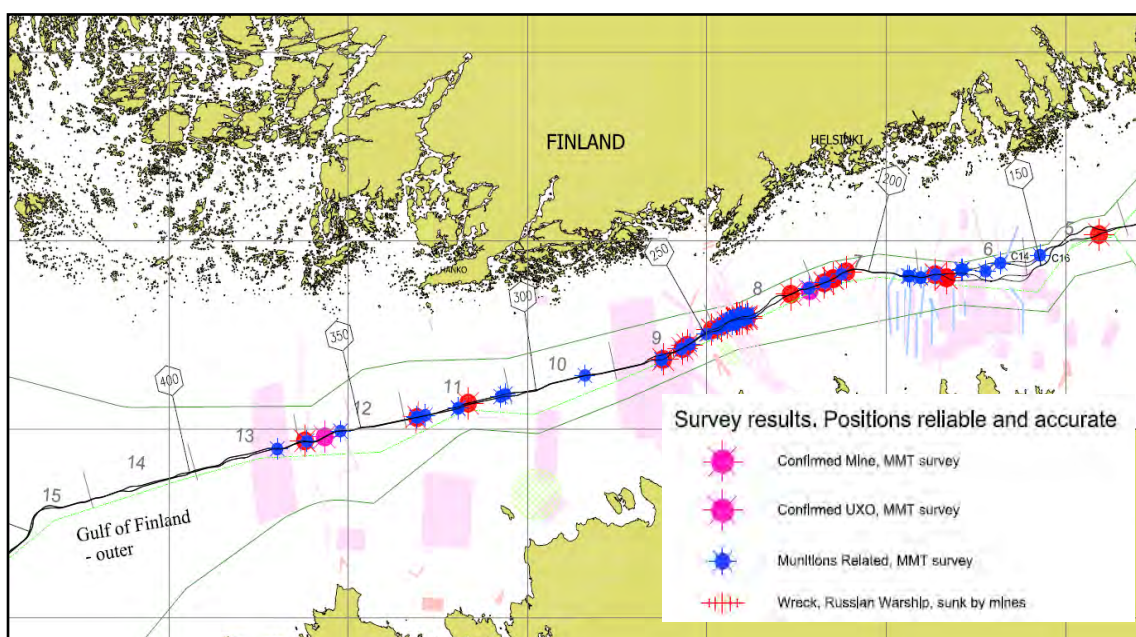 FINLAND
HELSINKI
HANKO
150
200
250
300
350
400
5
6
C14
C16
7
8
9
10
11
12
13
14
15
Gulf of Finland
- outer
Survey results. Positions reliable and accurate
Confirmed Mine, MMT survey
Confirmed UXO, MMT survey
Munitions Related, MMT survey
Wreck, Russian Warship, sunk by mines